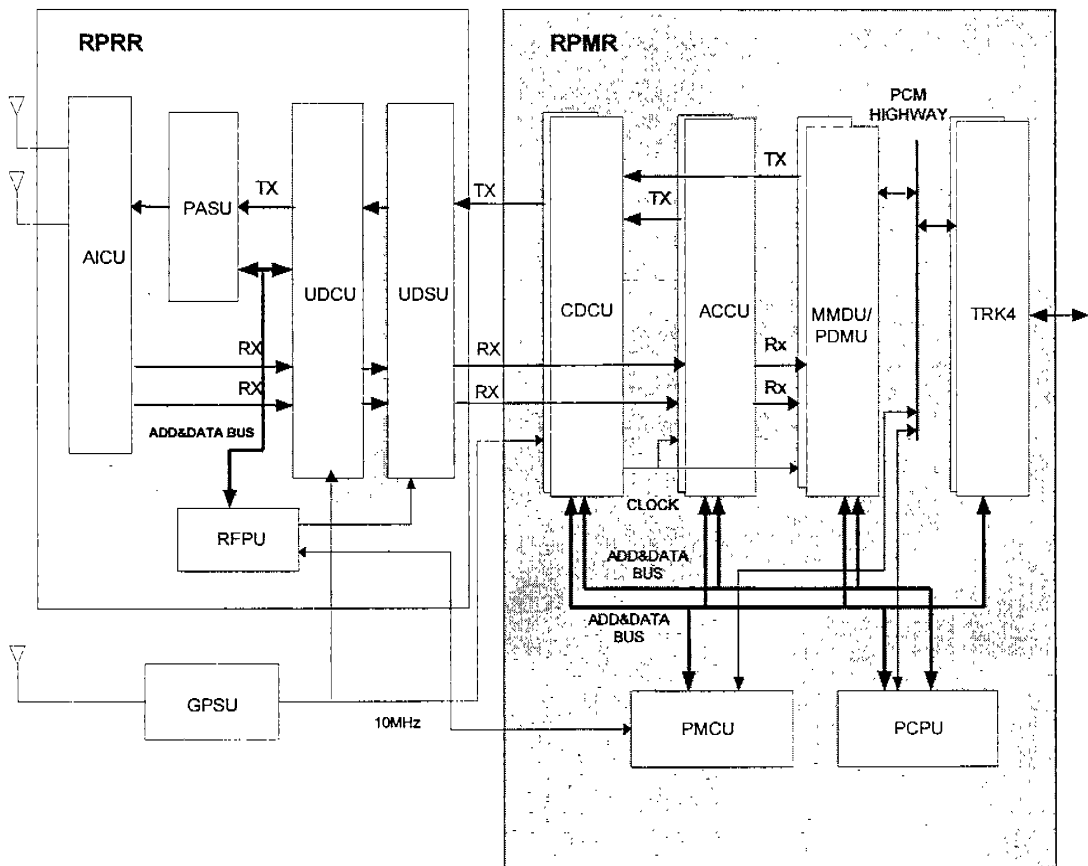 RPRR
RPMR
PCM
HIGHWAY
TX
TX
TX
TX
PASU
AICU
UDCU
UDSU
CDCU
ACCU
MMDU/
PDMU
TRK4
RX
RX
RX
RX
Rx
Rx
ADD&DATA BUS
CLOCK
RFPU
ADD&DATA
BUS
ADD&DATA
BUS
GPSU
10MHz
PMCU
PCPU